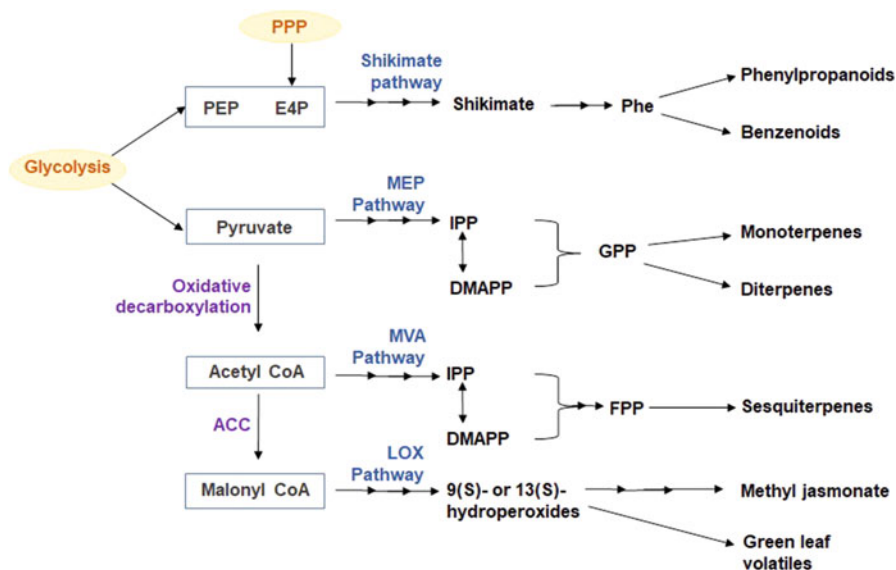 PPP
Shikimate
pathway
PEP E4P
Shikimate
Phe
Phenylpropanoids
Benzenoids
Glycolysis
MEP
Pathway
Pyruvate
IPP
DMAPP
GPP
Monoterpenes
Diterpenes
Oxidative
decarboxylation
MVA
Pathway
Acetyl CoA
IPP
DMAPP
FPP
Sesquiterpenes
ACC
LOX
Pathway
Malonyl CoA
9(S)- or 13(S)-
hydroperoxides
Methyl jasmonate
Green leaf
volatiles